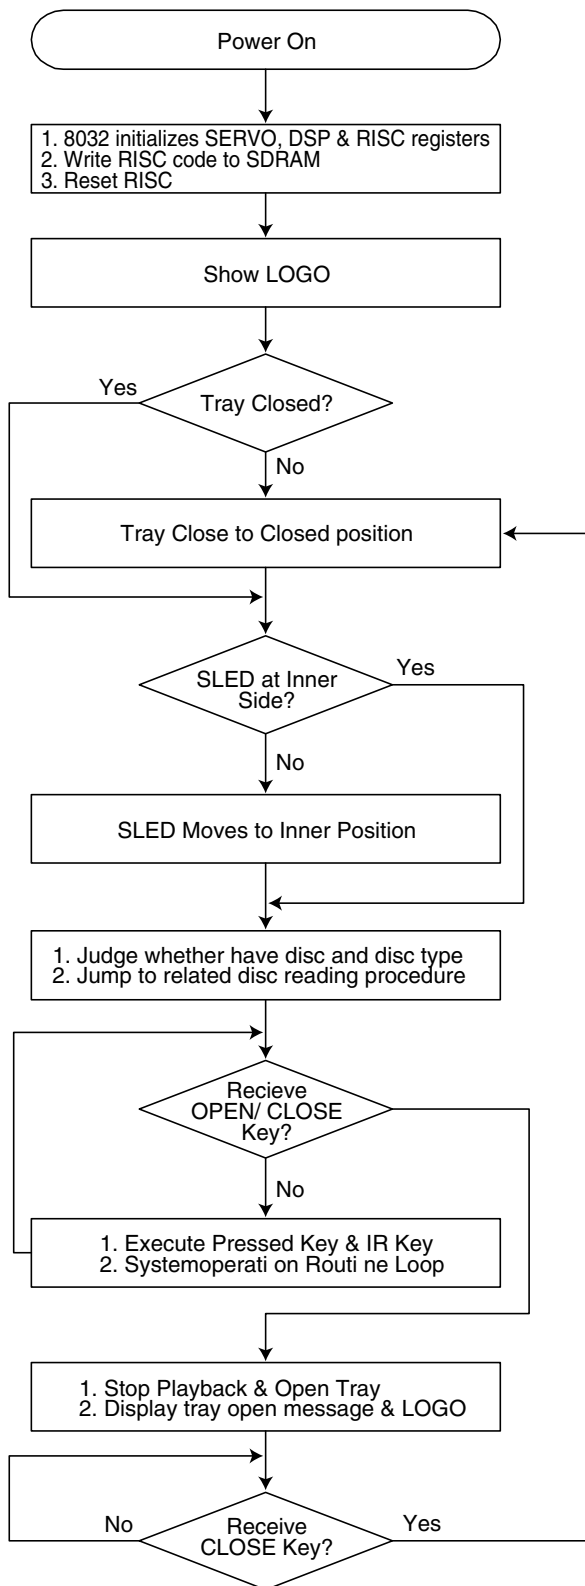 Power On
1. 8032 initializes SERVO, DSP & RISC registers
2. Write RISC code to SDRAM
3. Reset RISC
Show LOGO
Yes
Tray Closed?
No
Tray Close to Closed position
SLED at Inner
Side?
Yes
No
SLED Moves to Inner Position
1. Judge whether have disc and disc type
2. Jump to related disc reading procedure
Recieve
OPEN/ CLOSE
Key?
No
1. Execute Pressed Key & IR Key
2. Systemoperati on Routi ne Loop
1. Stop Playback & Open Tray
2. Display tray open message & LOGO
No
Receive
CLOSE Key?
Yes